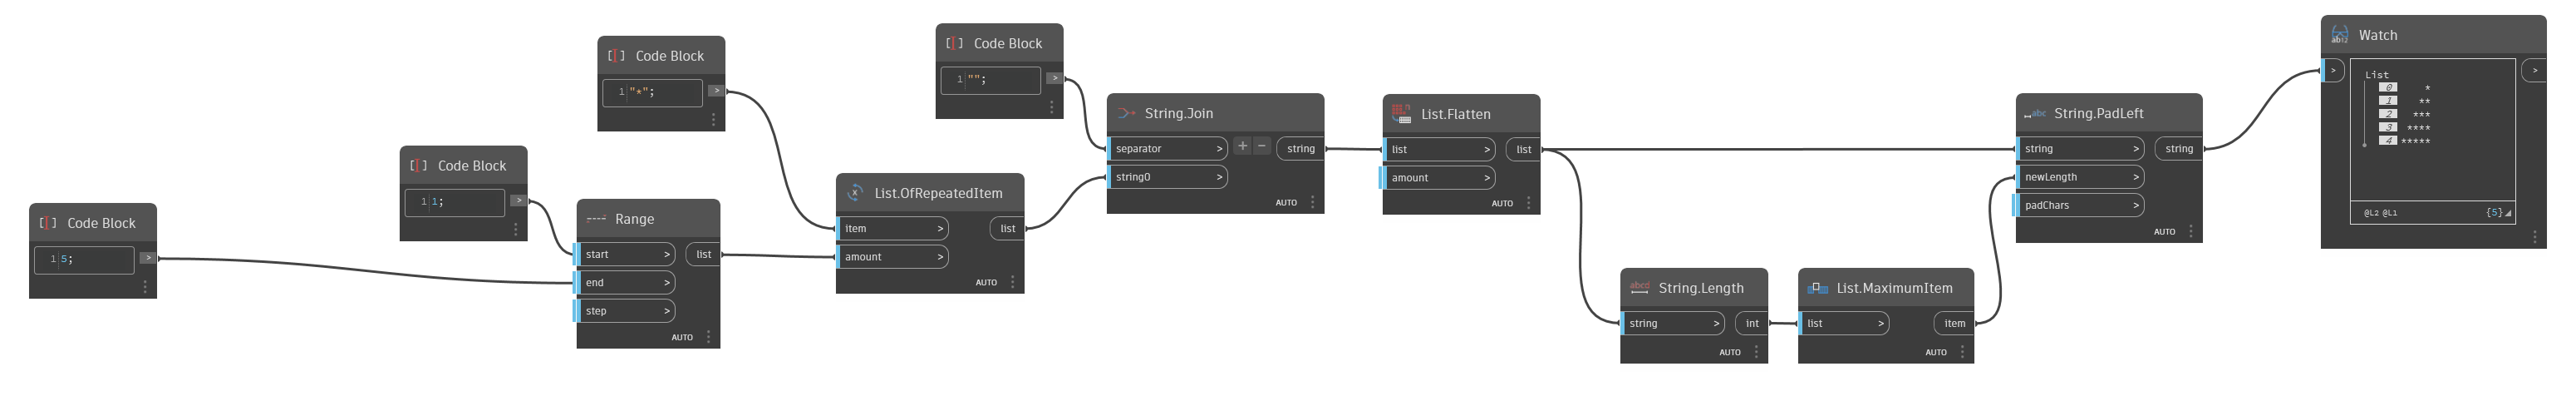 Code Block
1 5;
>
Code Block
1 1;
>
Range
start >
list
end >
step >
AUTO
Code Block
1 "*";
>
List.OfRepeatedItem
item >
list
amount >
AUTO
Code Block
1 "";
>
String.Join
separator >
+ −
string
string0 >
AUTO
List.Flatten
list >
list
amount >
AUTO
String.Length
string >
int
AUTO
List.MaximumItem
list >
item
AUTO
String.PadLeft
string >
string
newLength >
padChars >
AUTO
Watch
>
>
List
0 *
1 **
2 ***
3 ****
4 *****
@L2 @L1
{5}